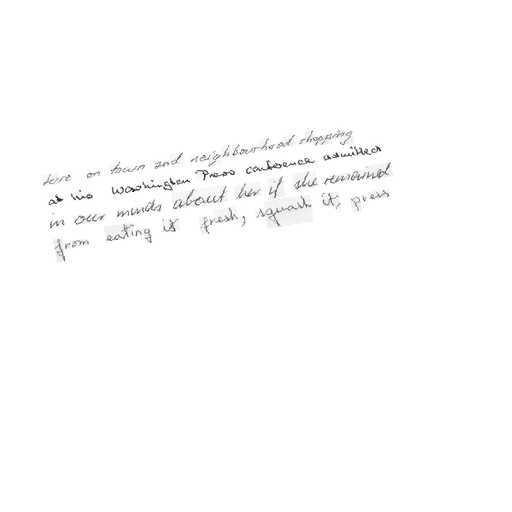 here on town and neighbourhood shopping
at his Washington Press conference admitted
in our minds about her if she remained
from eating it fresh, squash it, press